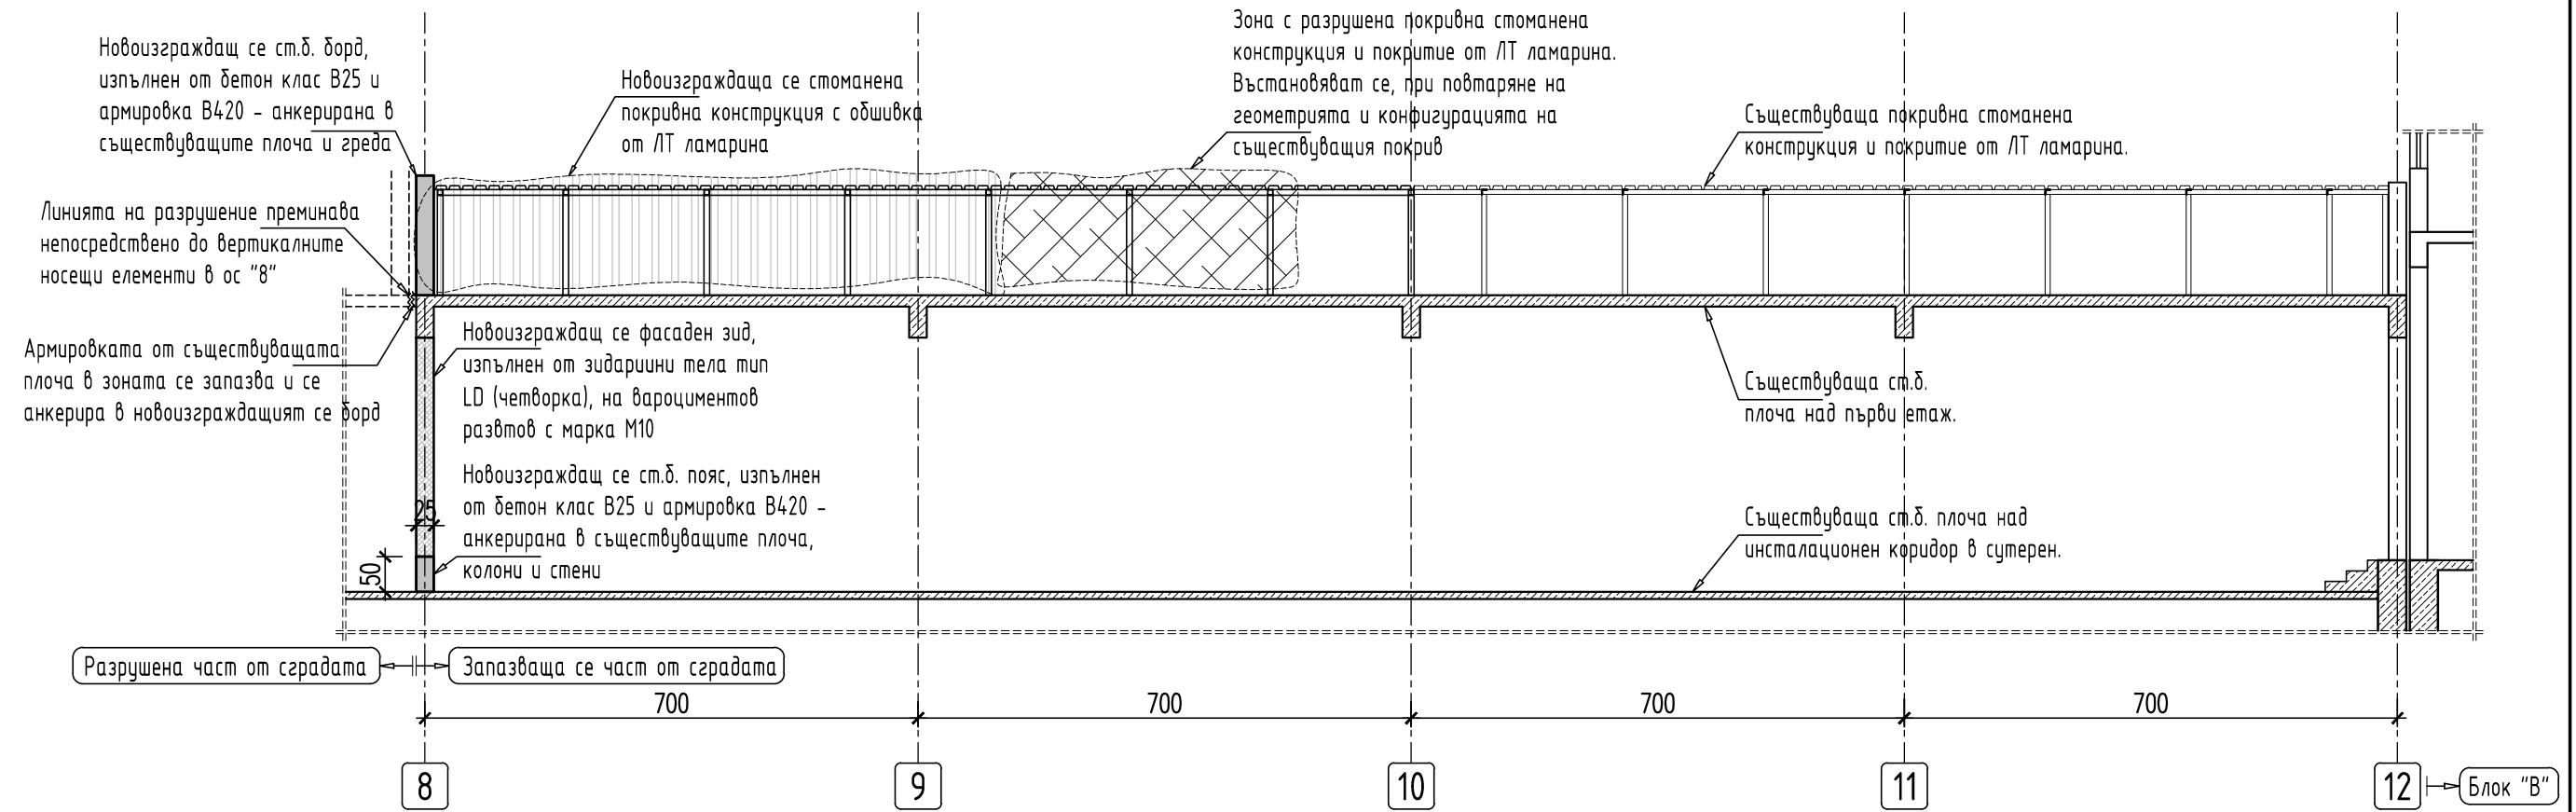 Новоизграждащ се ст.б. борд,
изпълнен от бетон клас В25 и
армировка В420 - анкерирана в
съществуващите плоча и греда
Новоизграждаща се стоманена
покривна конструкция с обшивка
от ЛТ ламарина
Зона с разрушена покривна стоманена
конструкция и покритие от ЛТ ламарина.
Въстановяват се, при повтаряне на
геометрията и конфигурацията на
съществуващия покрив
Съществуваща покривна стоманена
конструкция и покритие от ЛТ ламарина.
Линията на разрушение преминава
непосредствено до вертикалните
носещи елементи в ос "8"
Армировката от съществуващата
плоча в зоната се запазва и се
анкерира в новоизграждащият се борд
Новоизграждащ се фасаден зид,
изпълнен от зидариини тела тип
LD (четворка), на вароциментов
развтов с марка М10
Съществуваща ст.б.
плоча над първи етаж.
Новоизграждащ се ст.б. пояс, изпълнен
от бетон клас В25 и армировка В420 -
анкерирана в съществуващите плоча,
колони и стени
Съществуваща ст.б. плоча над
инсталационен коридор в сутерен.
25
50
Разрушена част от сградата
Запазваща се част от сградата
700 700 700 700
8 9 10 11 12
Блок "В"